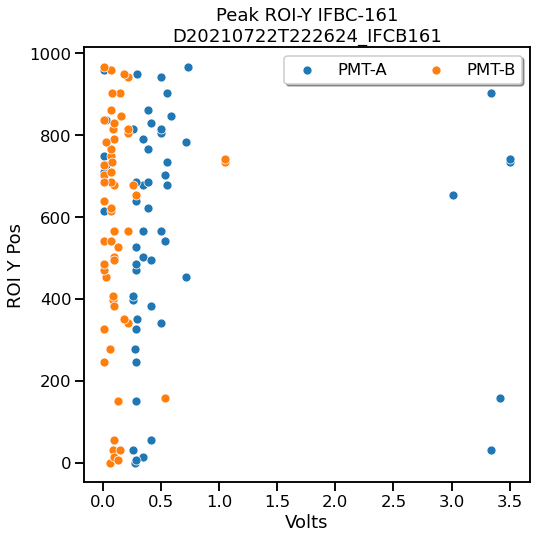 Peak ROI-Y IFBC-161
D20210722T222624_IFCB161
PMT-A PMT-B
1000
800
600
400
200
0
ROI Y Pos
0.0 0.5 1.0 1.5 2.0 2.5 3.0 3.5
Volts